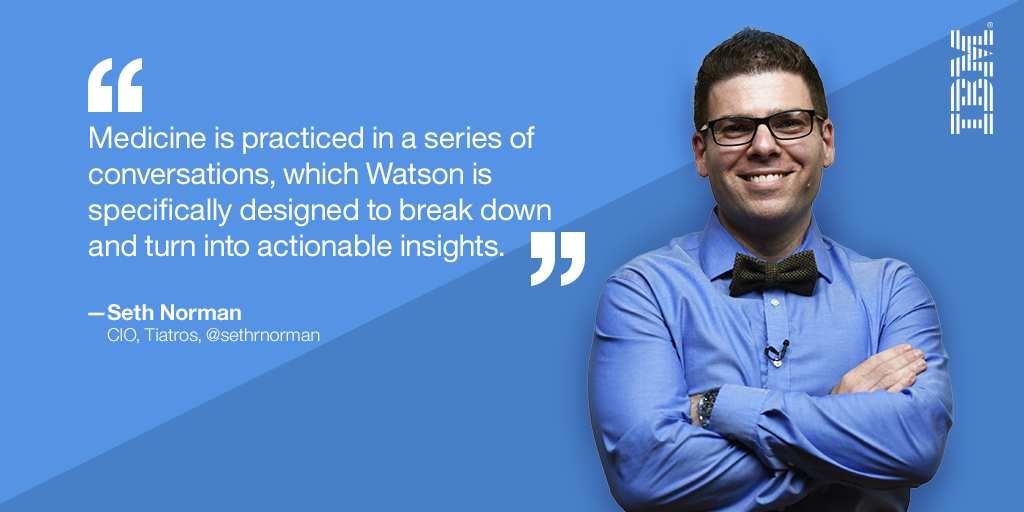 “
Medicine is practiced in a series of
conversations, which Watson is
specifically designed to break down
and turn into actionable insights.
”
—Seth Norman
CIO, Tiatros, @sethrnorman
IBM®